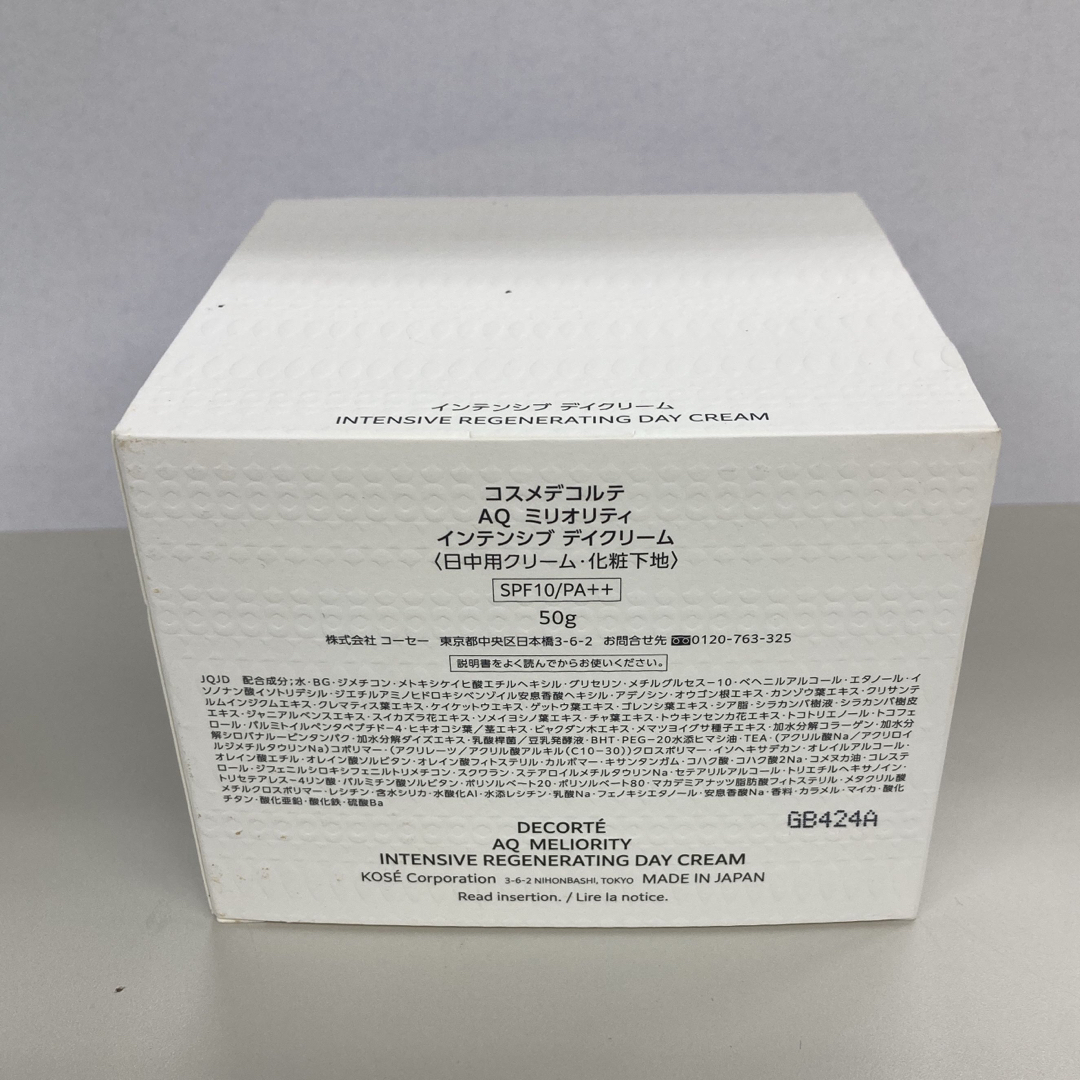 インテンシブ デイクリーム
INTENSIVE REGENERATING DAY CREAM
コスメデコルテ
AQ ミリオリティ
インテンシブ デイクリーム
〈日中用クリーム・化粧下地〉
SPF10/PA++
50g
株式会社 コーセー 東京都中央区日本橋3-6-2 お問合せ先 0120-763-325
説明書をよく読んでからお使いください。
JQJD 配合成分;水・BG・ジメチコン・メトキシケイヒ酸エチルヘキシル・グリセリン・メチルグルセス-10・ベヘニルアルコール・エタノール・イ
ソノナン酸イソトリデシル・ジエチルアミノヒドロキシベンゾイル安息香酸ヘキシル・アデノシン・オウゴン根エキス・カンゾウ葉エキス・クリサンテ
ルムインジクムエキス・クレマティス葉エキス・ケイケットウエキス・ゲットウ葉エキス・ゴレンシ葉エキス・シア脂・シラカンバ樹液・シラカンバ樹皮
エキス・ジャニアルベンスエキス・スイカズラ花エキス・ソメイヨシノ葉エキス・チャ葉エキス・トウキンセンカ花エキス・トコトリエノール・トコフェ
ロール・パルミトイルペンタペプチド-4・ヒキオコシ葉/茎エキス・ビャクダン木エキス・メマツヨイグサ種子エキス・加水分解コラーゲン・加水分
解シロバナルーピンタンパク・加水分解ダイズエキス・乳酸桿菌/豆乳発酵液・BHT・PEG-20水添ヒマシ油・TEA・(アクリル酸Na/アクリロイ
ルジメチルタウリンNa)コポリマー・(アクリレーツ/アクリル酸アルキル(C10-30))クロスポリマー・イソヘキサデカン・オレイルアルコール・
オレイン酸エチル・オレイン酸ソルビタン・オレイン酸フィトステリル・カルボマー・キサンタンガム・コハク酸・コハク酸2Na・コメヌカ油・コレステ
ロール・ジフェニルシロキシフェニルトリメチコン・スクワラン・ステアロイルメチルタウリンNa・セテアリルアルコール・トリエチルヘキサノイン・
トリセテアレス-4リン酸・パルミチン酸ソルビタン・ポリソルベート20・ポリソルベート80・マカデミアナッツ脂肪酸フィトステリル・メタクリル酸
メチルクロスポリマー・レシチン・含水シリカ・水酸化Al・水添レシチン・乳酸Na・フェノキシエタノール・安息香酸Na・香料・カラメル・マイカ・酸化
チタン・酸化亜鉛・酸化鉄・硫酸Ba
GB424A
DECORTÉ
AQ MELIORITY
INTENSIVE REGENERATING DAY CREAM
KOSÉ Corporation 3-6-2 NIHONBASHI, TOKYO MADE IN JAPAN
Read insertion. / Lire la notice.